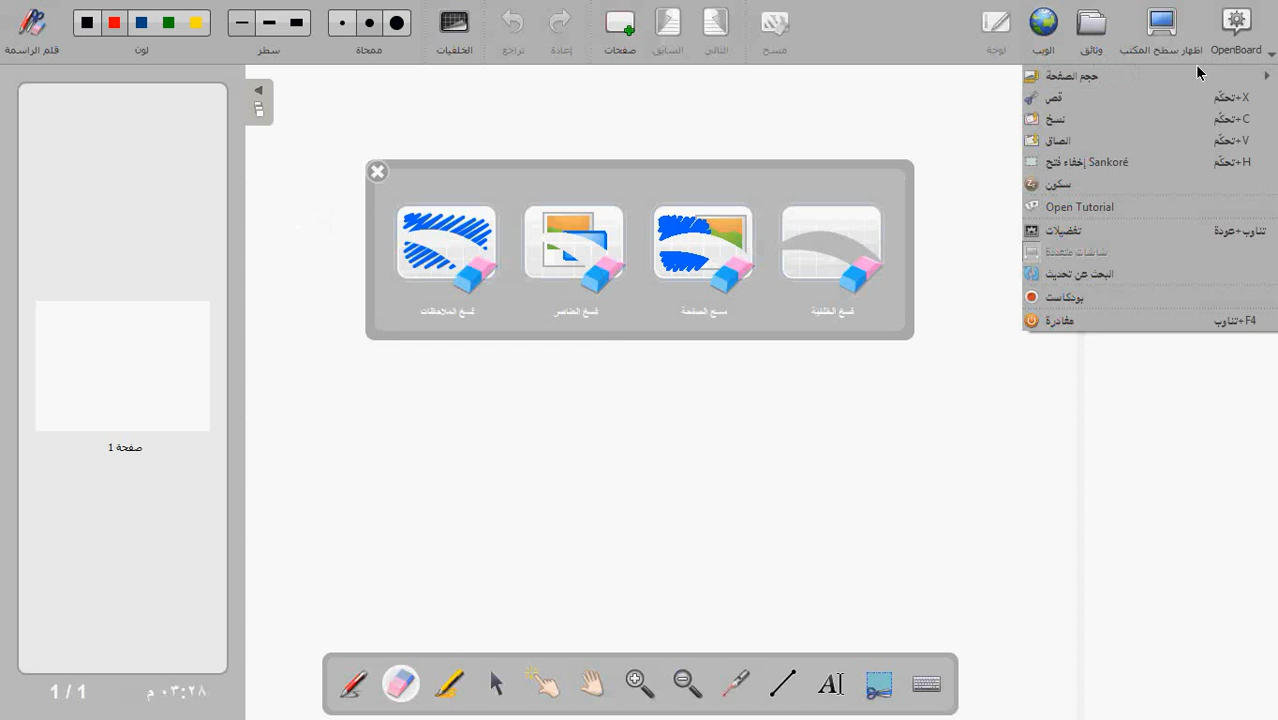 OpenBoard
اظهار سطح المكتب
وثائق
الويب
لوحة
مسح
التالي
السابق
صفحات
إعادة
تراجع
الخلفيات
ممحاة
سطر
لون
قلم الراسمة
حجم الصفحة
قص تحكّم+X
نسخ تحكّم+C
الصاق تحكّم+V
إخفاء فتح Sankoré تحكّم+H
سكون
Open Tutorial
تفضيلات تناوب+عودة
شاشات متعددة
البحث عن تحديث
بودكاست
مغادرة تناوب+F4
مسح الصفحة
صفحة 1
1 / 1
٠٣:٢٨ م